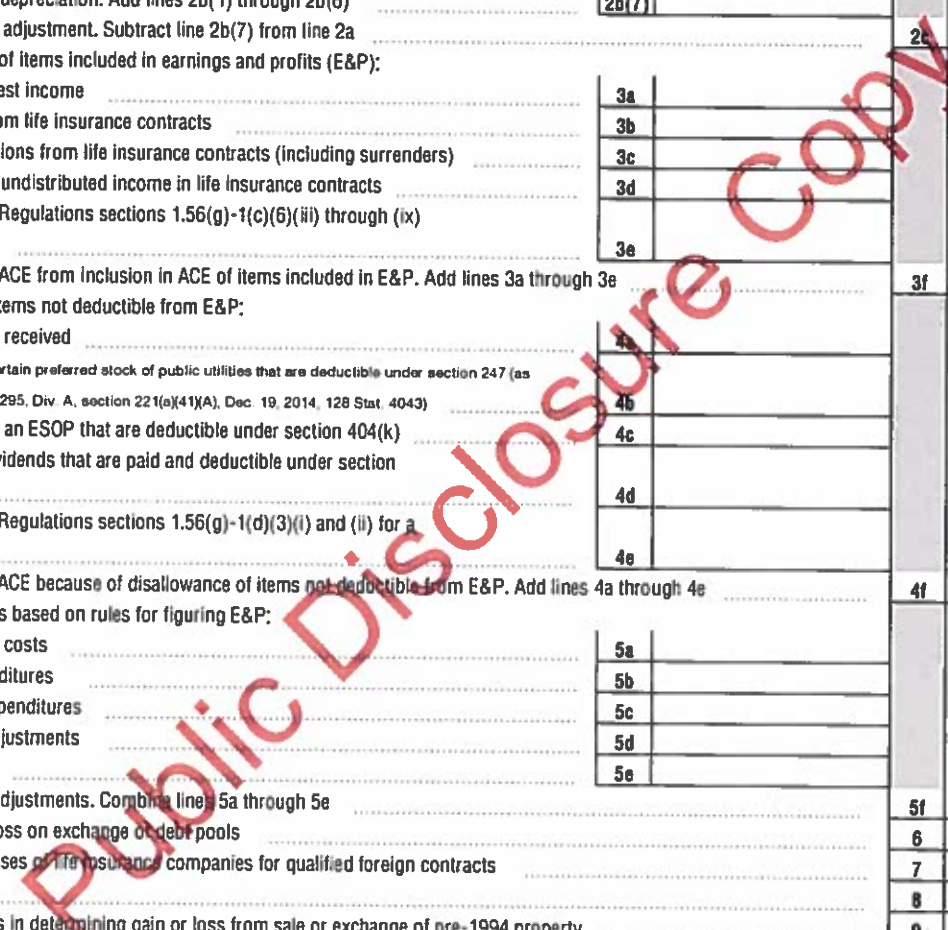 depreciation. Add lines 2b(1) through 2b(6) 2b(7)
adjustment. Subtract line 2b(7) from line 2a 2c
of items included in earnings and profits (E&P):
est income 3a
om life insurance contracts 3b
ions from life insurance contracts (including surrenders) 3c
undistributed income in life insurance contracts 3d
Regulations sections 1.56(g)-1(c)(6)(iii) through (ix)
3e
ACE from inclusion in ACE of items included in E&P. Add lines 3a through 3e 3f
tems not deductible from E&P:
received 4a
rtain preferred stock of public utilities that are deductible under section 247 (as
295, Div. A, section 221(a)(41)(A), Dec. 19, 2014, 128 Stat. 4043) 4b
an ESOP that are deductible under section 404(k) 4c
vidends that are paid and deductible under section
4d
Regulations sections 1.56(g)-1(d)(3)(i) and (ii) for a
4e
ACE because of disallowance of items not deductible from E&P. Add lines 4a through 4e 4f
s based on rules for figuring E&P:
costs 5a
ditures 5b
penditures 5c
justments 5d
5e
djustments. Combine lines 5a through 5e 5f
oss on exchange of debt pools 6
ses of life insurance companies for qualified foreign contracts 7
8
s in determining gain or loss from sale or exchange of pre-1994 property 9
Public Disclosure Copy